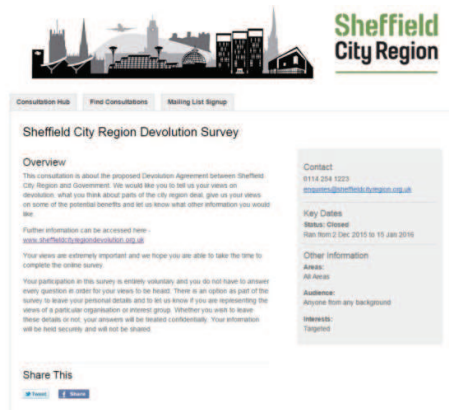 Sheffield
City Region
Consultation Hub
Find Consultations
Mailing List Signup
Sheffield City Region Devolution Survey
Overview
This consultation is about the proposed Devolution Agreement between Sheffield
City Region and Government. We would like you to tell us your views on
devolution, what you think about parts of the city region deal, give us your views
on some of the potential benefits and let us know what other information you would
like.
Further information can be accessed here -
www.sheffieldcityregiondevolution.org.uk
Your views are extremely important and we hope you are able to take the time to
complete the online survey.
Your participation in this survey is entirely voluntary and you do not have to answer
every question in order for your views to be heard. There is an option as part of the
survey to leave your personal details and to let us know if you are representing the
views of a particular organisation or interest group. Whether you wish to leave
these details or not, your answers will be treated confidentially. Your information
will be held securely and will not be shared.
Share This
Tweet
Share
Contact
0114 254 1223
enquiries@sheffieldcityregion.org.uk
Key Dates
Status: Closed
Ran from 2 Dec 2015 to 15 Jan 2016
Other Information
Areas:
All Areas
Audience:
Anyone from any background
Interests:
Targeted